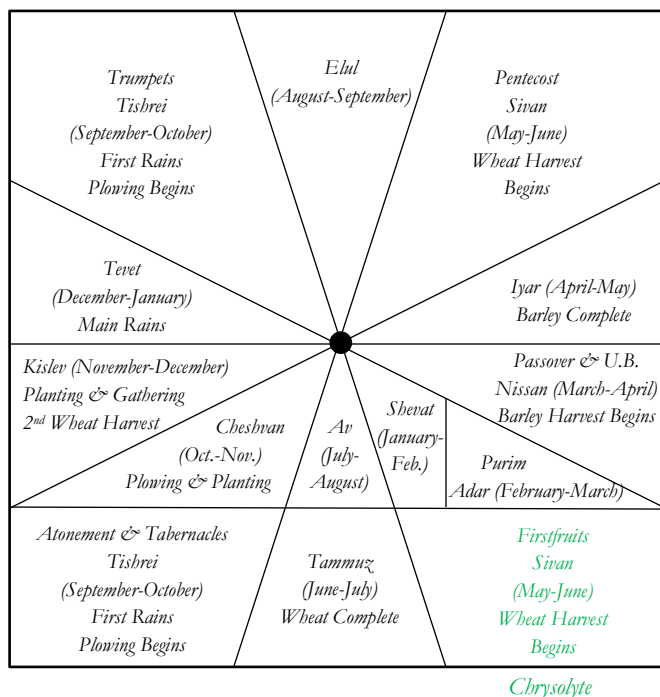 Trumpets
Tishrei
(September-October)
First Rains
Plowing Begins
Elul
(August-September)
Pentecost
Sivan
(May-June)
Wheat Harvest
Begins
Tevet
(December-January)
Main Rains
Iyar (April-May)
Barley Complete
Kislev (November-December)
Planting & Gathering
2nd Wheat Harvest
Passover & U.B.
Nissan (March-April)
Barley Harvest Begins
Cheshvan
(Oct.-Nov.)
Plowing & Planting
Av
(July-
August)
Shevat
(January-
Feb.)
Purim
Adar (February-March)
Atonement & Tabernacles
Tishrei
(September-October)
First Rains
Plowing Begins
Tammuz
(June-July)
Wheat Complete
Firstfruits
Sivan
(May-June)
Wheat Harvest
Begins
Chrysolyte